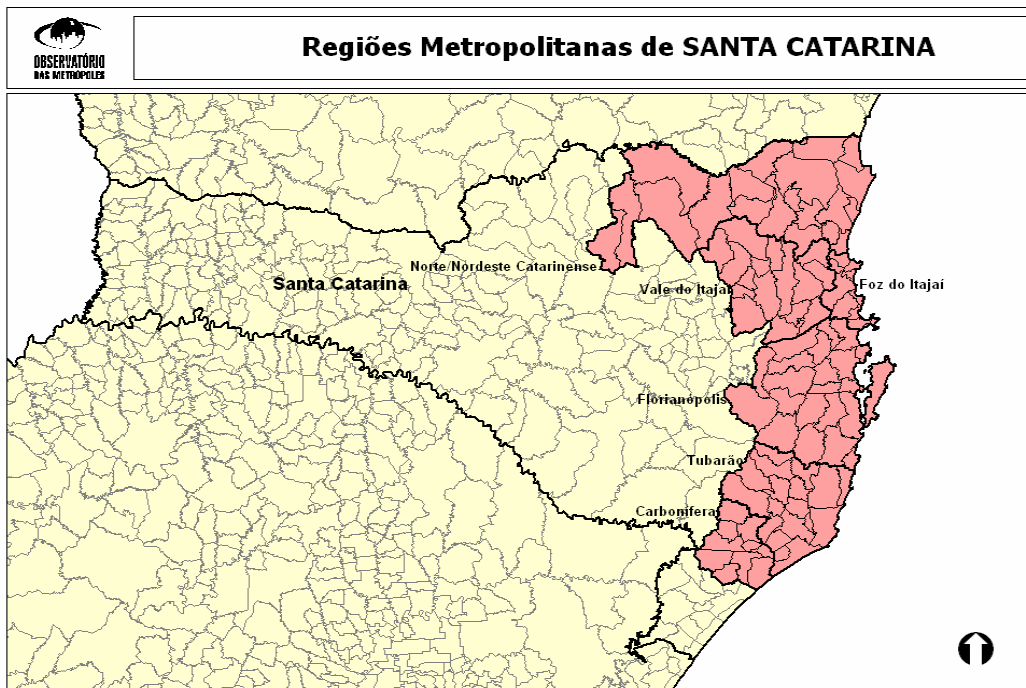 OBSERVATÓRIO
DAS METRÓPOLES
Regiões Metropolitanas de SANTA CATARINA
Norte/Nordeste Catarinense
Santa Catarina
Vale do Itajaí
Foz do Itajaí
Florianópolis
Tubarão
Carbonífera